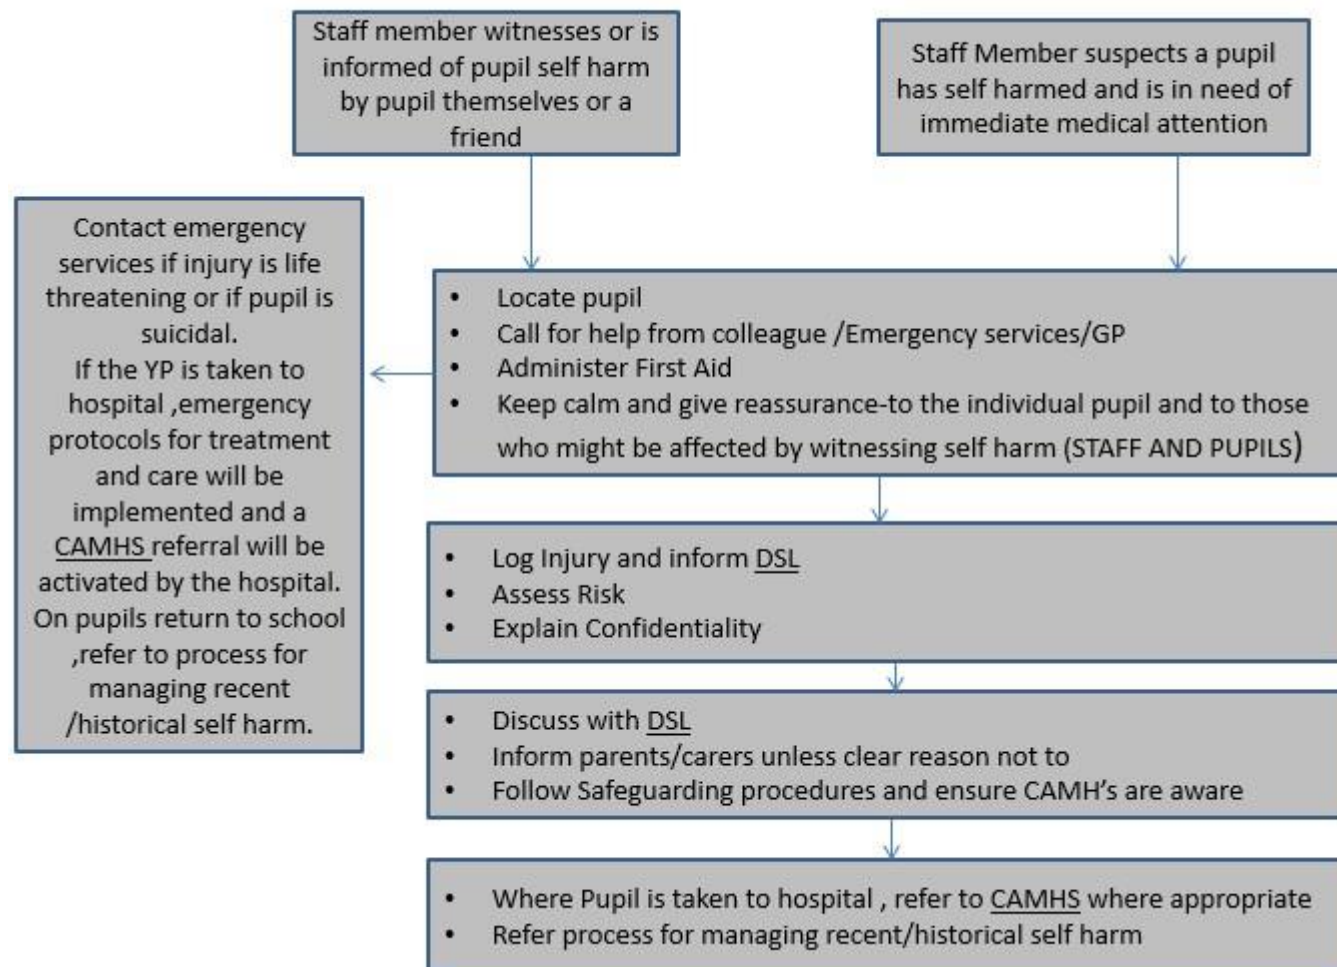 Staff member witnesses or is
informed of pupil self harm
by pupil themselves or a
friend
Staff Member suspects a pupil
has self harmed and is in need of
immediate medical attention
Contact emergency
services if injury is life
threatening or if pupil is
suicidal.
If the YP is taken to
hospital ,emergency
protocols for treatment
and care will be
implemented and a
CAMHS referral will be
activated by the hospital.
On pupils return to school
,refer to process for
managing recent
/historical self harm.
• Locate pupil
• Call for help from colleague /Emergency services/GP
• Administer First Aid
• Keep calm and give reassurance-to the individual pupil and to those
who might be affected by witnessing self harm (STAFF AND PUPILS)
• Log Injury and inform DSL
• Assess Risk
• Explain Confidentiality
• Discuss with DSL
• Inform parents/carers unless clear reason not to
• Follow Safeguarding procedures and ensure CAMH’s are aware
• Where Pupil is taken to hospital , refer to CAMHS where appropriate
• Refer process for managing recent/historical self harm